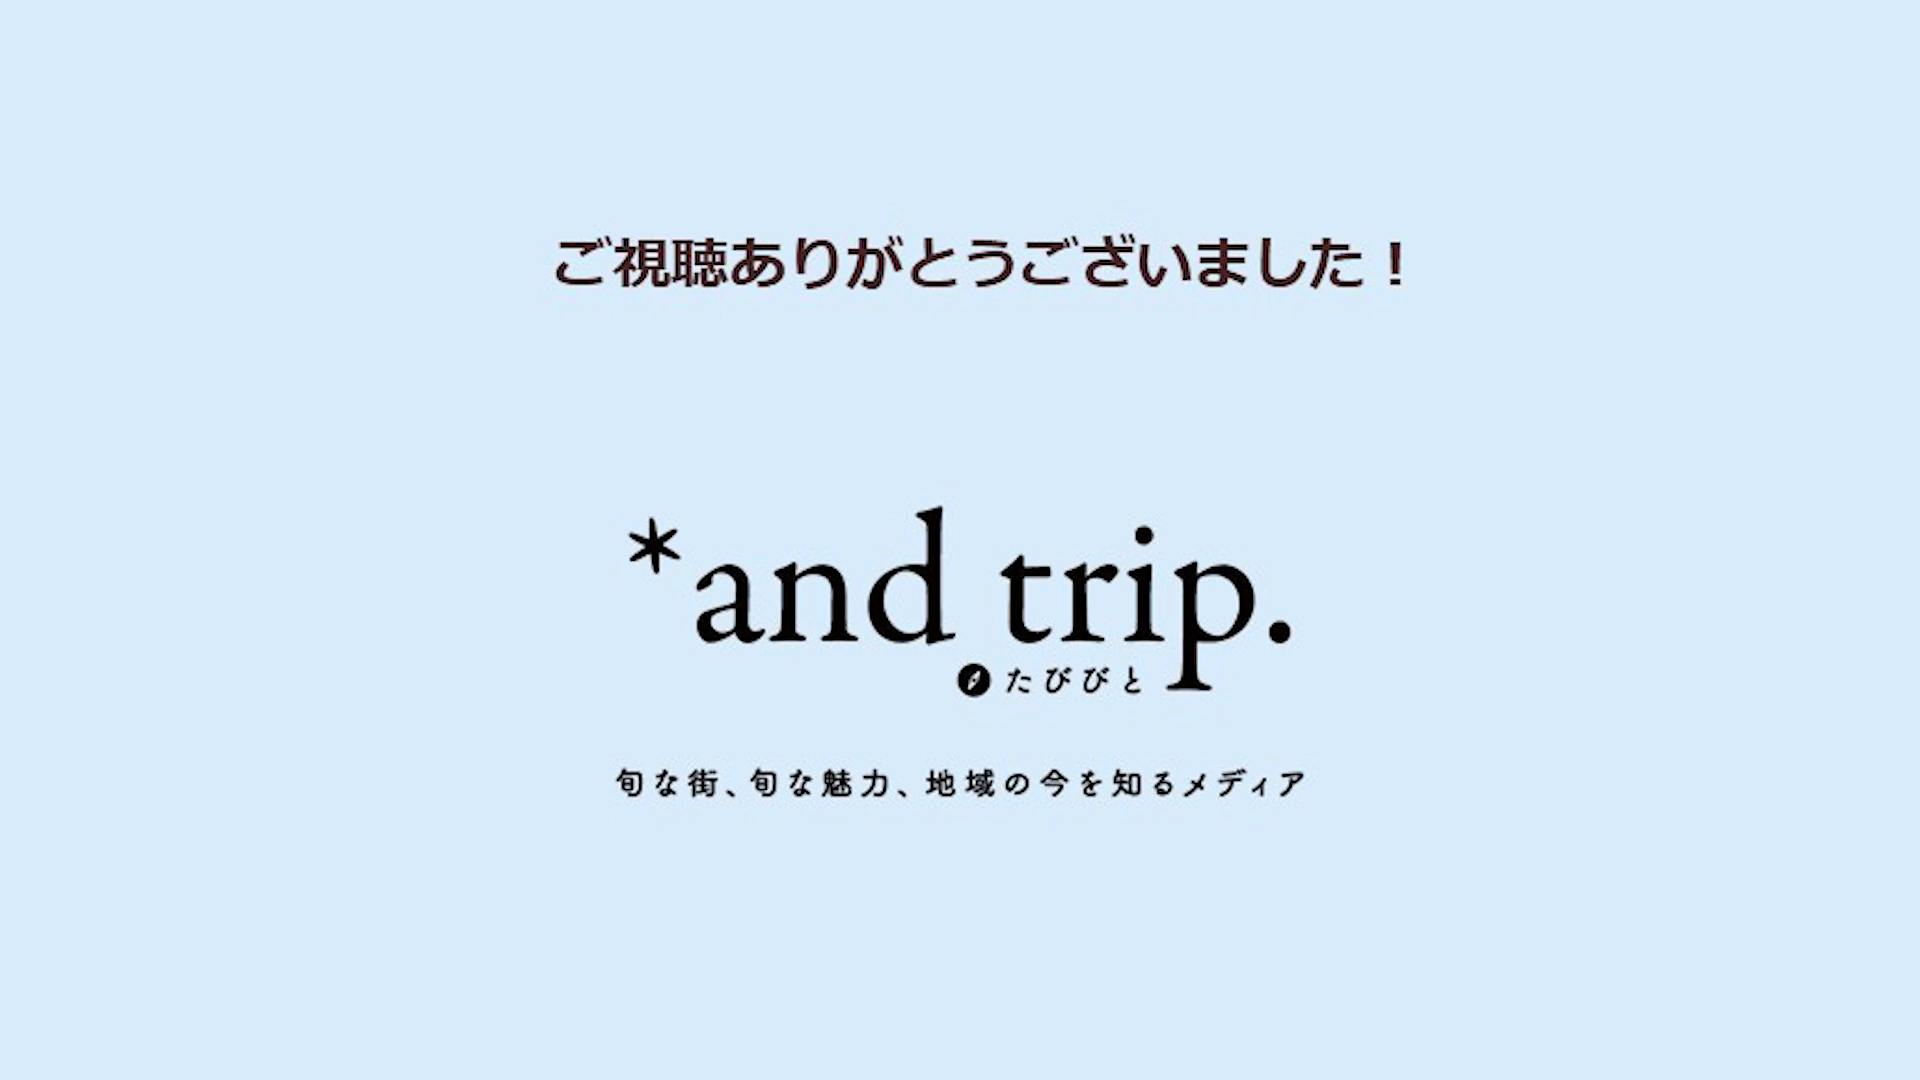 ご視聴ありがとうございました！
*and trip.
たびびと
旬な街、旬な魅力、地域の今を知るメディア